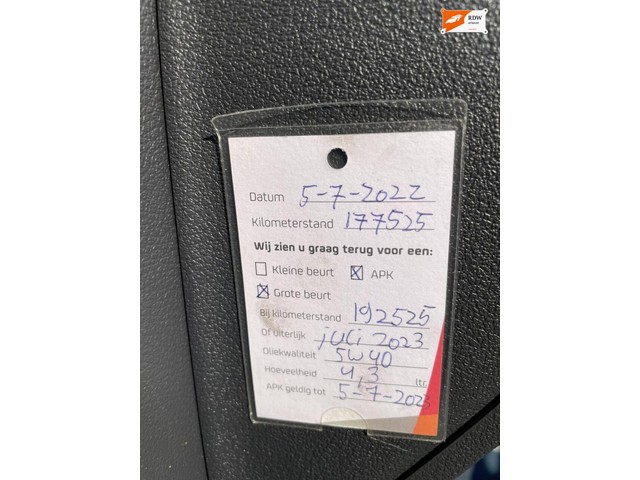 RDW
Datum 5-7-2022
Kilometerstand 177525
Wij zien u graag terug voor een:
Kleine beurt APK
Grote beurt
Bij kilometerstand 192525
Of uiterlijk juli 2023
Oliekwaliteit 5W40
Hoeveelheid 4,3 ltr.
APK geldig tot 5-7-2023